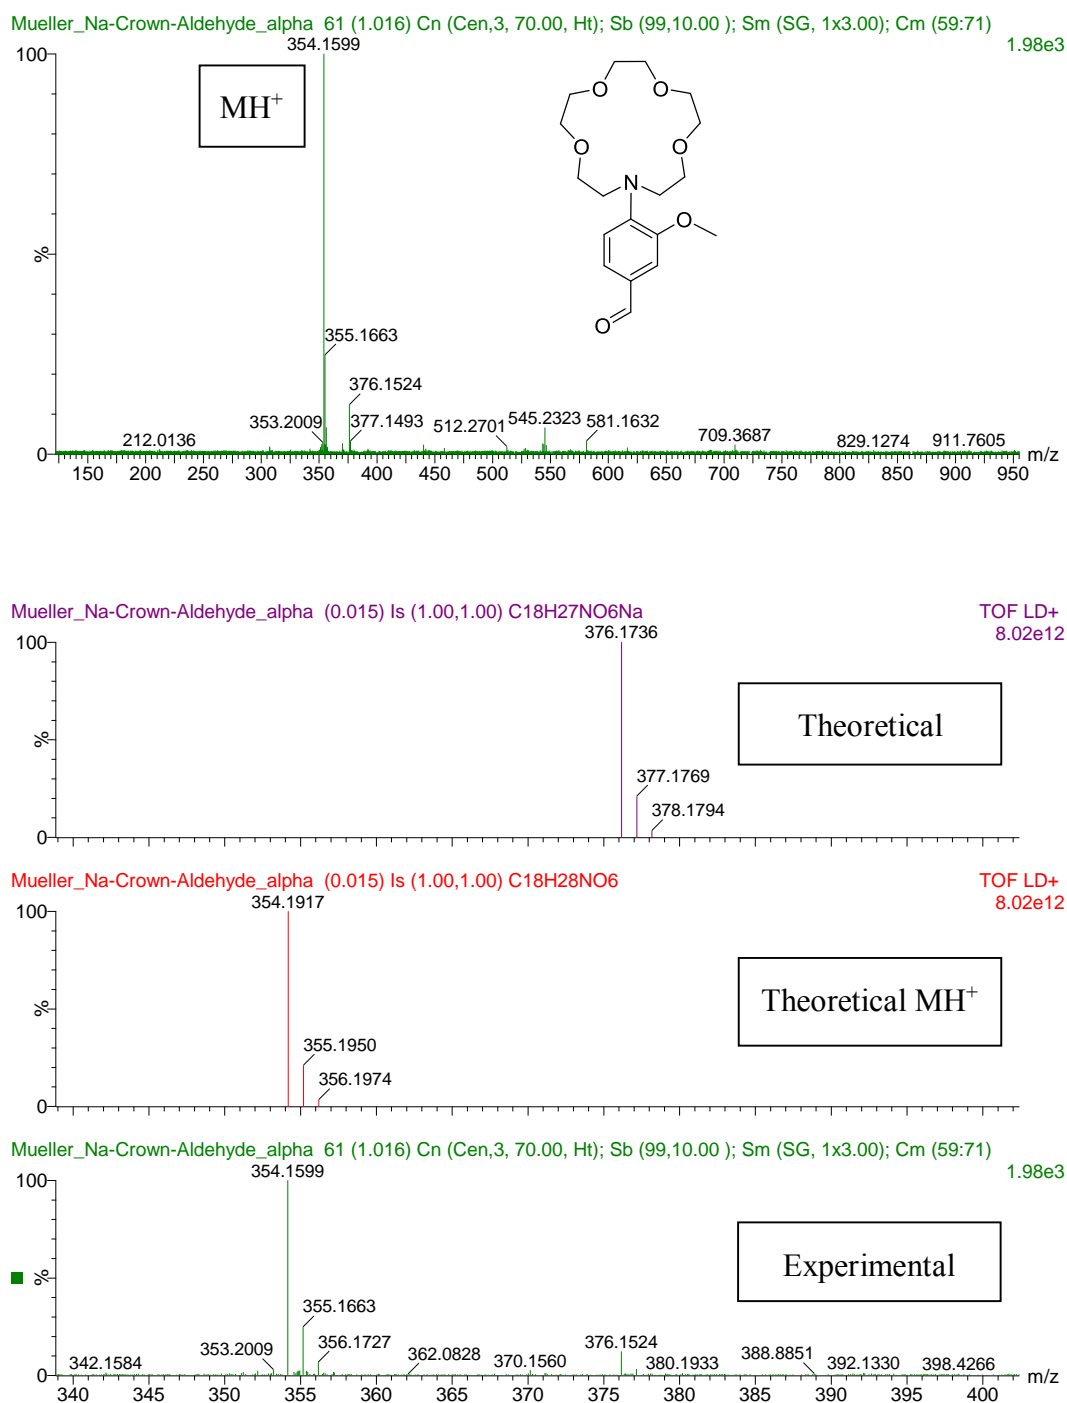 Mueller_Na-Crown-Aldehyde_alpha 61 (1.016) Cn (Cen,3, 70.00, Ht); Sb (99,10.00 ); Sm (SG, 1x3.00); Cm (59:71)
1.98e3
354.1599
100
MH+
O O
O O
N
O
O
%
355.1663
376.1524
353.2009 377.1493 512.2701 545.2323 581.1632
212.0136 709.3687 829.1274 911.7605
0
m/z
150 200 250 300 350 400 450 500 550 600 650 700 750 800 850 900 950
Mueller_Na-Crown-Aldehyde_alpha (0.015) Is (1.00,1.00) C18H27NO6Na
TOF LD+
8.02e12
376.1736
100
Theoretical
%
377.1769
378.1794
0
Mueller_Na-Crown-Aldehyde_alpha (0.015) Is (1.00,1.00) C18H28NO6
TOF LD+
8.02e12
354.1917
100
Theoretical MH+
%
355.1950
356.1974
0
Mueller_Na-Crown-Aldehyde_alpha 61 (1.016) Cn (Cen,3, 70.00, Ht); Sb (99,10.00 ); Sm (SG, 1x3.00); Cm (59:71)
1.98e3
354.1599
100
Experimental
%
355.1663
356.1727
376.1524
342.1584 353.2009 362.0828 370.1560 380.1933 388.8851 392.1330 398.4266
0
m/z
340 345 350 355 360 365 370 375 380 385 390 395 400